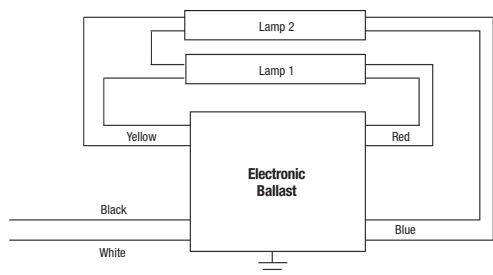 Lamp 2
Lamp 1
Yellow
Red
Electronic
Ballast
Black
Blue
White